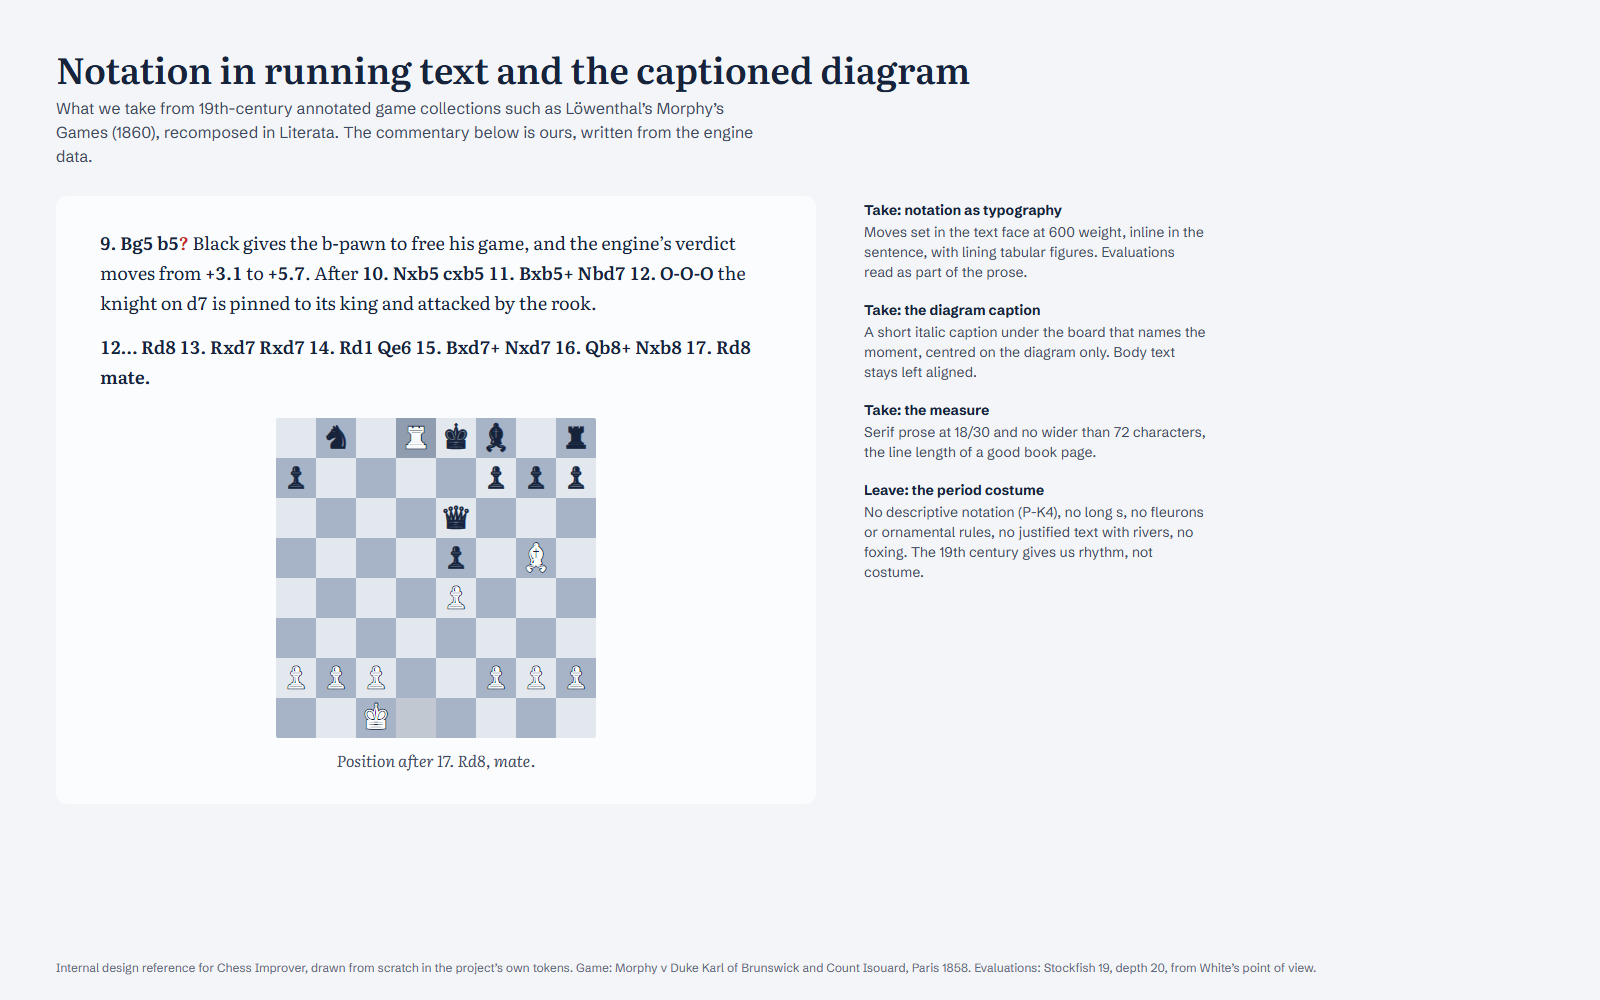 Notation in running text and the captioned diagram
What we take from 19th-century annotated game collections such as Löwenthal’s Morphy’s
Games (1860), recomposed in Literata. The commentary below is ours, written from the engine
data.
9. Bg5 b5? Black gives the b-pawn to free his game, and the engine’s verdict
moves from +3.1 to +5.7. After 10. Nxb5 cxb5 11. Bxb5+ Nbd7 12. O-O-O the
knight on d7 is pinned to its king and attacked by the rook.
12… Rd8 13. Rxd7 Rxd7 14. Rd1 Qe6 15. Bxd7+ Nxd7 16. Qb8+ Nxb8 17. Rd8
mate.
Position after 17. Rd8, mate.
Take: notation as typography
Moves set in the text face at 600 weight, inline in the
sentence, with lining tabular figures. Evaluations
read as part of the prose.
Take: the diagram caption
A short italic caption under the board that names the
moment, centred on the diagram only. Body text
stays left aligned.
Take: the measure
Serif prose at 18/30 and no wider than 72 characters,
the line length of a good book page.
Leave: the period costume
No descriptive notation (P-K4), no long s, no fleurons
or ornamental rules, no justified text with rivers, no
foxing. The 19th century gives us rhythm, not
costume.
Internal design reference for Chess Improver, drawn from scratch in the project’s own tokens. Game: Morphy v Duke Karl of Brunswick and Count Isouard, Paris 1858. Evaluations: Stockfish 19, depth 20, from White’s point of view.